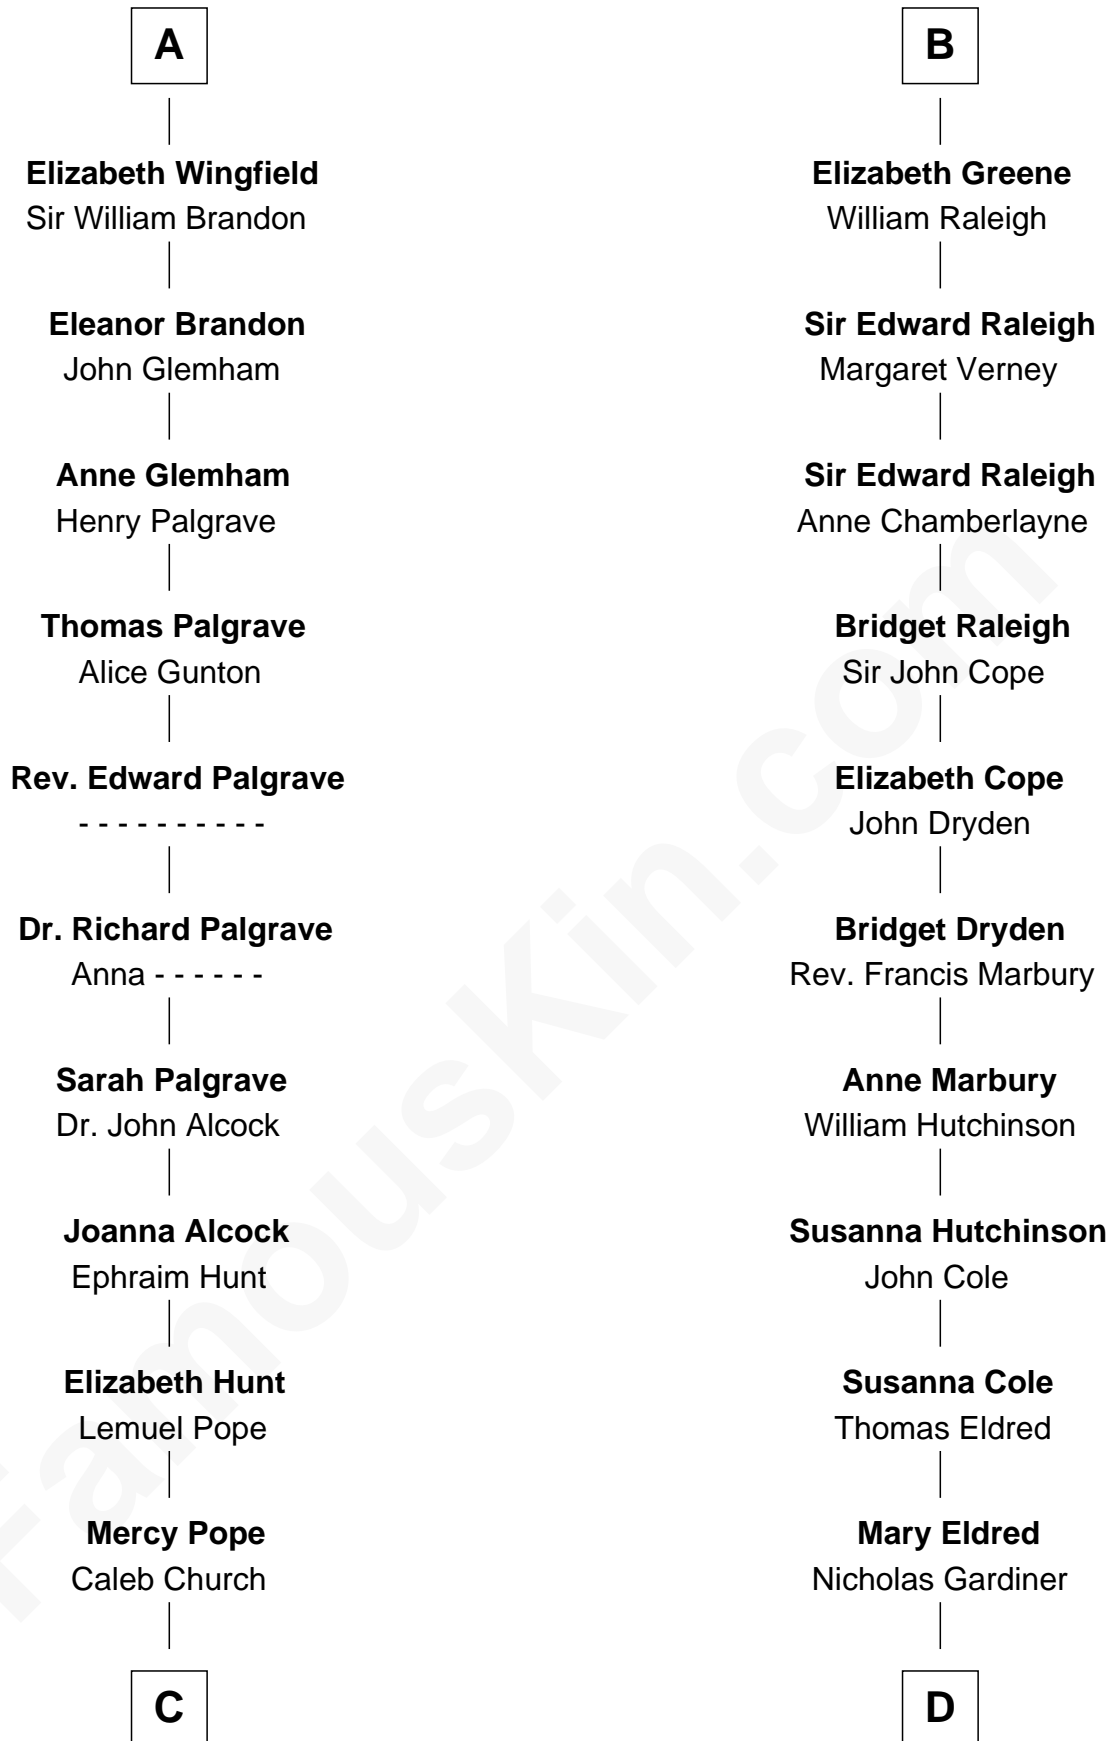 A
Elizabeth Wingfield
Sir William Brandon
Eleanor Brandon
John Glemham
Anne Glemham
Henry Palgrave
Thomas Palgrave
Alice Gunton
Rev. Edward Palgrave
- - - - - - - - - -
Dr. Richard Palgrave
Anna - - - - - -
Sarah Palgrave
Dr. John Alcock
Joanna Alcock
Ephraim Hunt
Elizabeth Hunt
Lemuel Pope
Mercy Pope
Caleb Church
C
B
Elizabeth Greene
William Raleigh
Sir Edward Raleigh
Margaret Verney
Sir Edward Raleigh
Anne Chamberlayne
Bridget Raleigh
Sir John Cope
Elizabeth Cope
John Dryden
Bridget Dryden
Rev. Francis Marbury
Anne Marbury
William Hutchinson
Susanna Hutchinson
John Cole
Susanna Cole
Thomas Eldred
Mary Eldred
Nicholas Gardiner
D
FamousKin.com